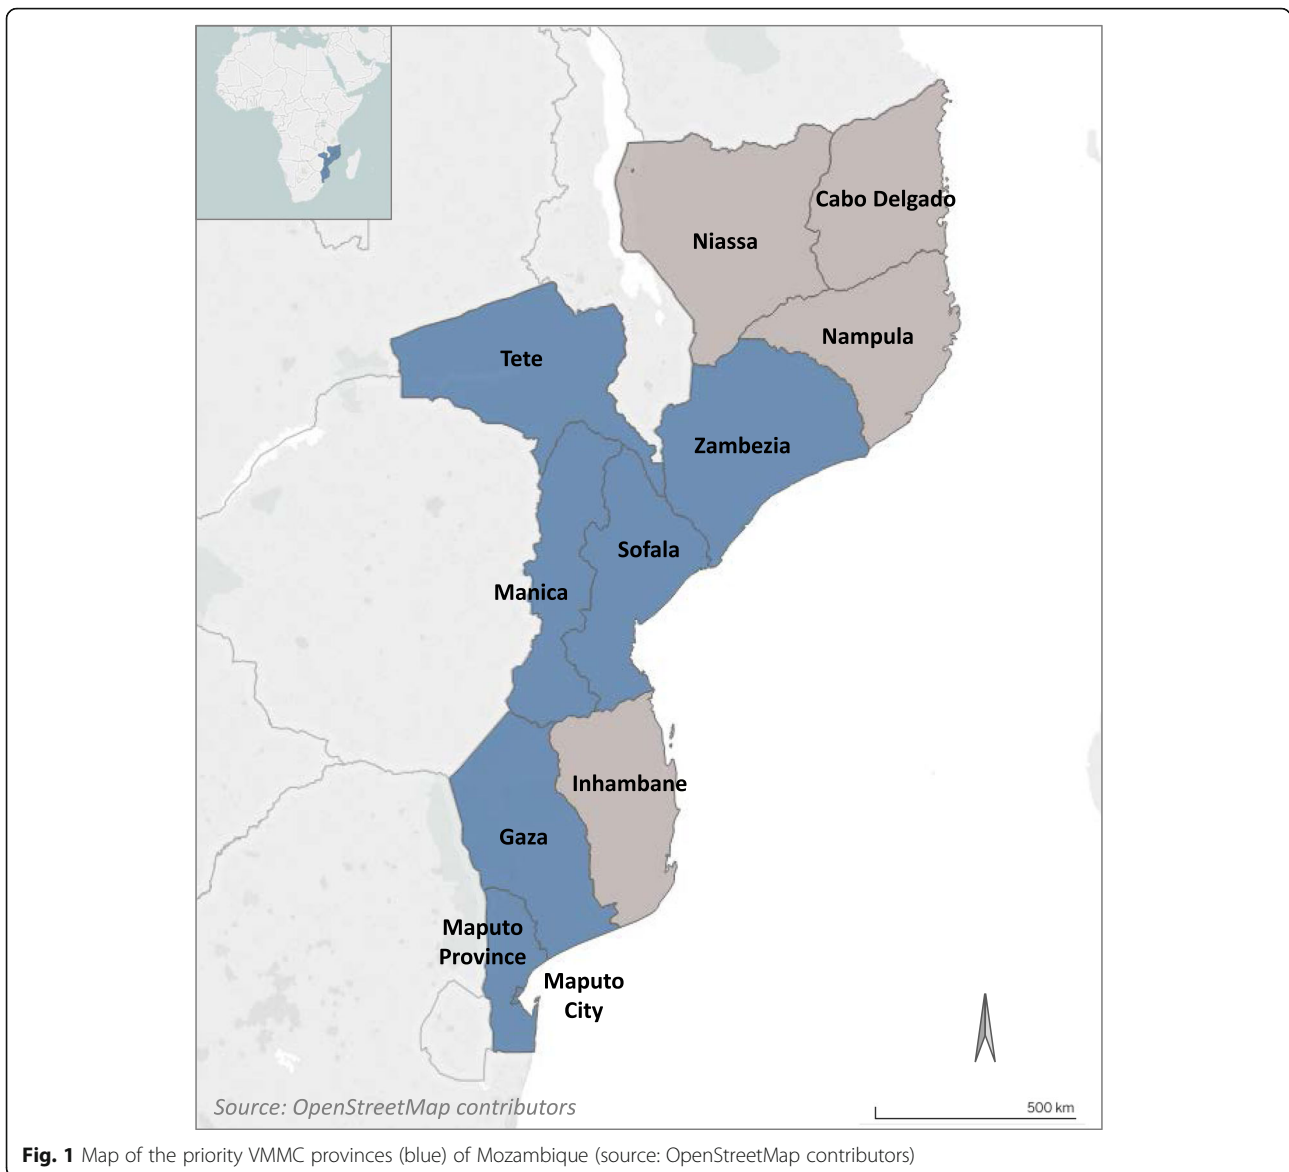 Cabo Delgado
Niassa
Nampula
Tete
Zambezia
Sofala
Manica
Inhambane
Gaza
Maputo
Province
Maputo
City
Source: OpenStreetMap contributors
500 km
Fig. 1 Map of the priority VMMC provinces (blue) of Mozambique (source: OpenStreetMap contributors)